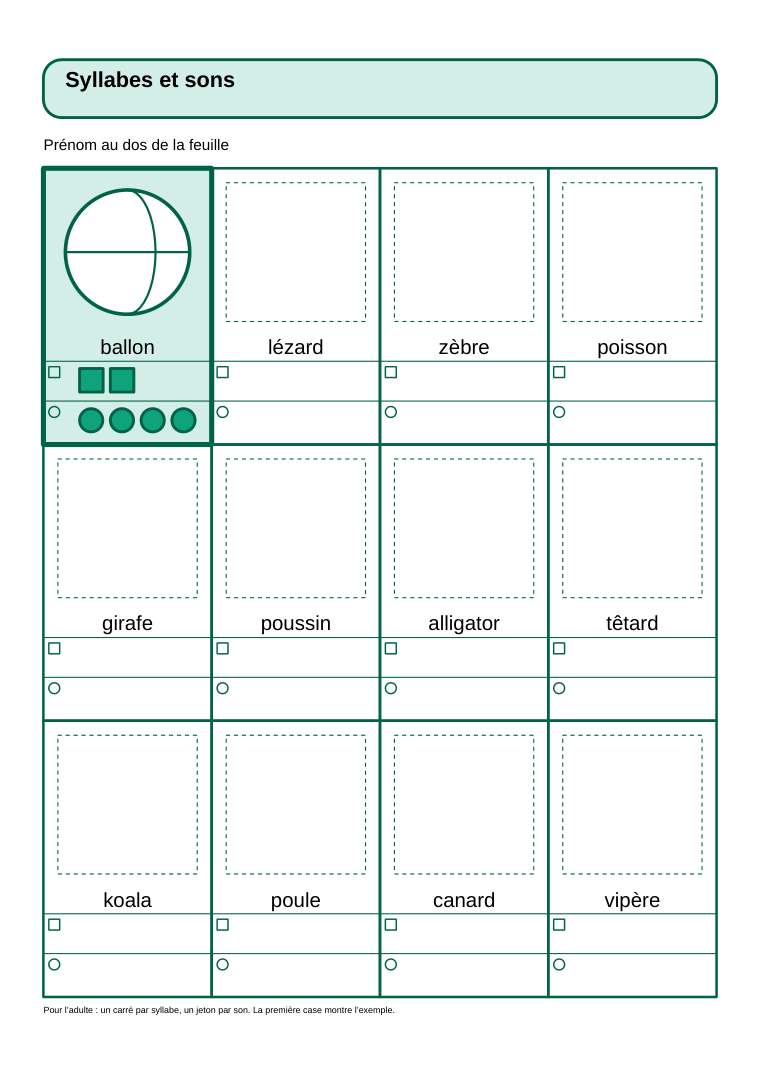 Syllabes et sons
Prénom au dos de la feuille
ballon
lézard
zèbre
poisson
girafe
poussin
alligator
têtard
koala
poule
canard
vipère
Pour l'adulte : un carré par syllabe, un jeton par son. La première case montre l'exemple.